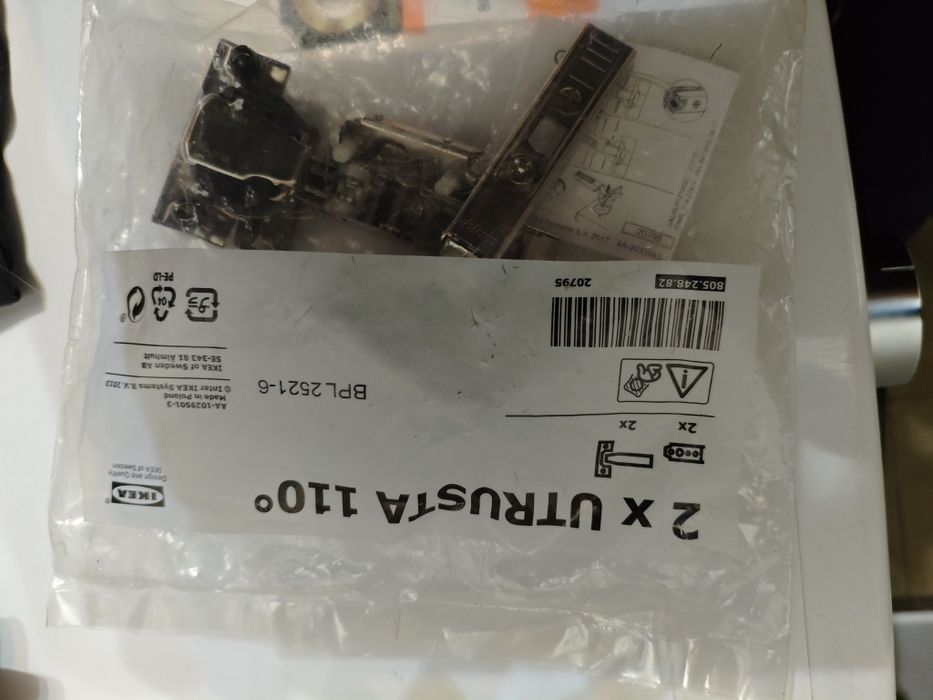 2 x UTRUSTA 110°
IKEA
®
Design and Quality
IKEA of Sweden
2x
2x
AA-1029501-3
Made in Poland
© Inter IKEA Systems B.V. 2013
BPL 2521-6
IKEA of Sweden AB
SE-343 81 Älmhult
04
PE-LD
805.248.82
20795